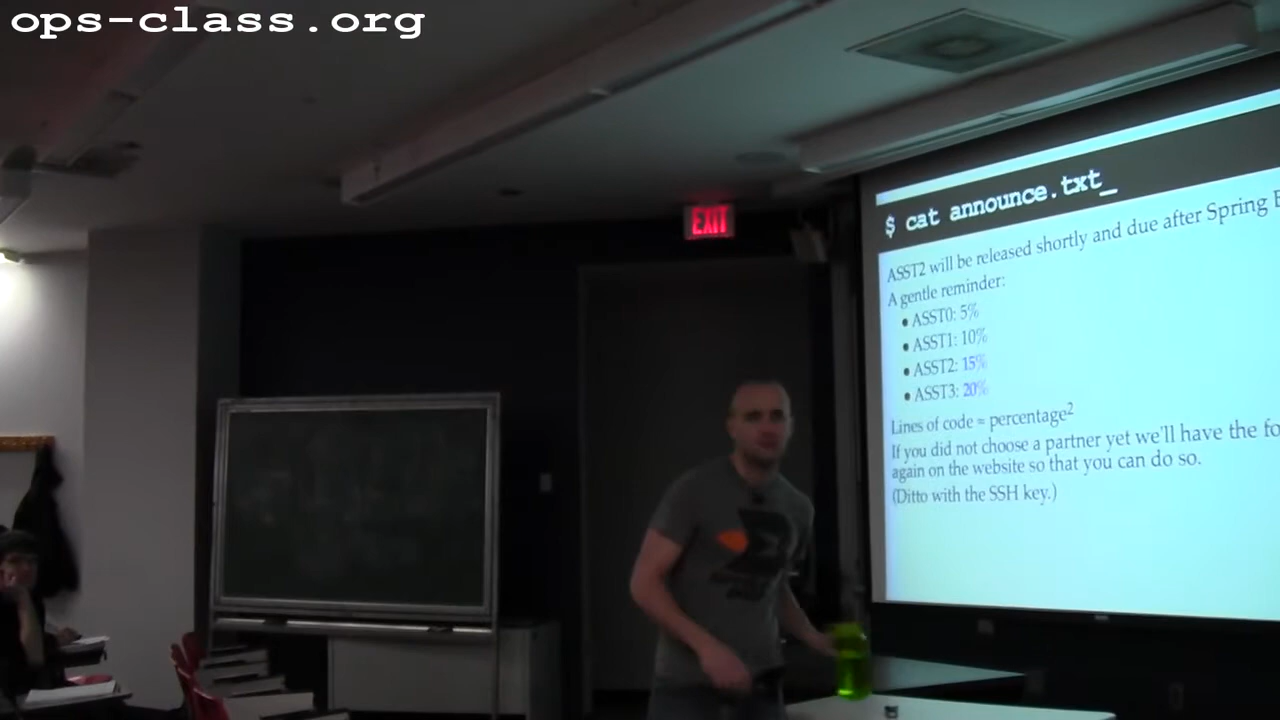 ops-class.org
EXIT
$ cat announce.txt_
ASST2 will be released shortly and due after Spring
A gentle reminder:
• ASST0: 5%
• ASST1: 10%
• ASST2: 15%
• ASST3: 20%
Lines of code ≈ percentage²
If you did not choose a partner yet we'll have the
again on the website so that you can do so.
(Ditto with the SSH key.)